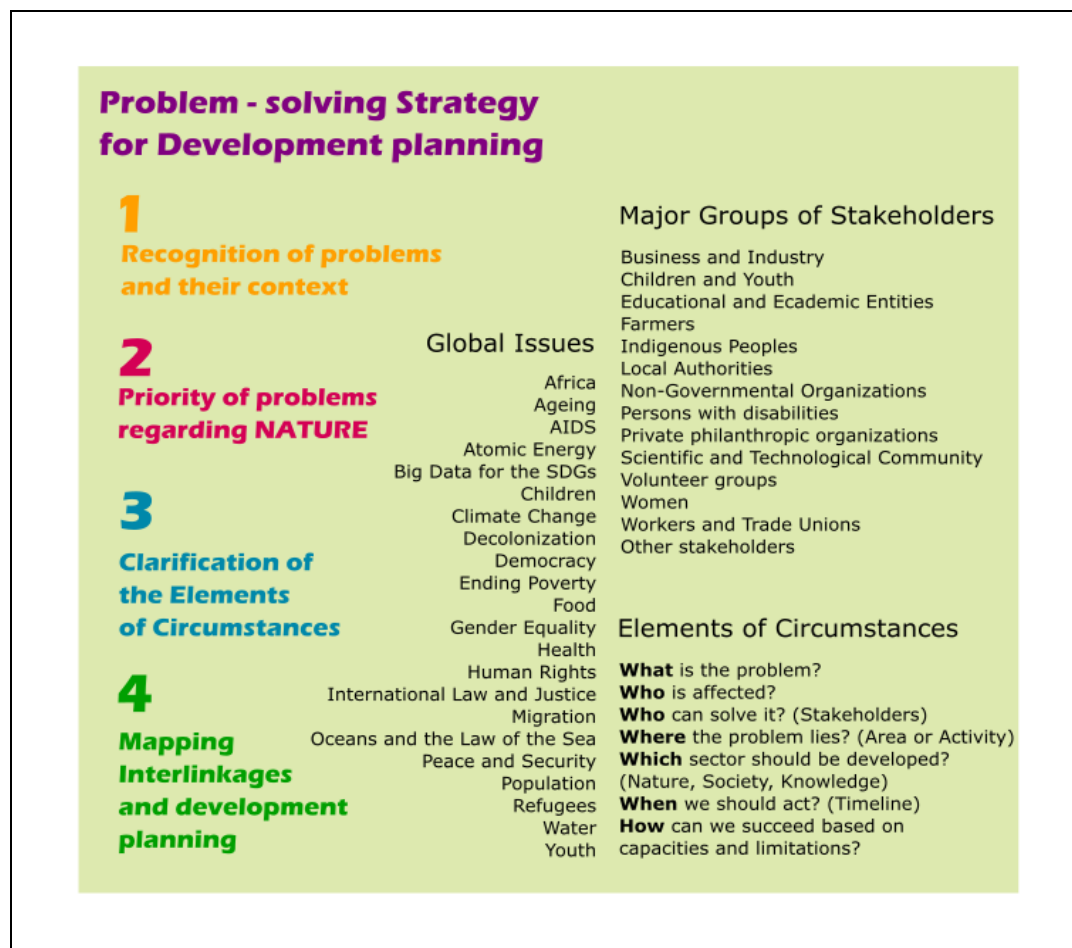 Problem - solving Strategy
for Development planning
1
Recognition of problems
and their context
2
Priority of problems
regarding NATURE
3
Clarification of
the Elements
of Circumstances
4
Mapping
Interlinkages
and development
planning
Global Issues
Africa
Ageing
AIDS
Atomic Energy
Big Data for the SDGs
Children
Climate Change
Decolonization
Democracy
Ending Poverty
Food
Gender Equality
Health
Human Rights
International Law and Justice
Migration
Oceans and the Law of the Sea
Peace and Security
Population
Refugees
Water
Youth
Major Groups of Stakeholders
Business and Industry
Children and Youth
Educational and Ecademic Entities
Farmers
Indigenous Peoples
Local Authorities
Non-Governmental Organizations
Persons with disabilities
Private philanthropic organizations
Scientific and Technological Community
Volunteer groups
Women
Workers and Trade Unions
Other stakeholders
Elements of Circumstances
What is the problem?
Who is affected?
Who can solve it? (Stakeholders)
Where the problem lies? (Area or Activity)
Which sector should be developed?
(Nature, Society, Knowledge)
When we should act? (Timeline)
How can we succeed based on
capacities and limitations?